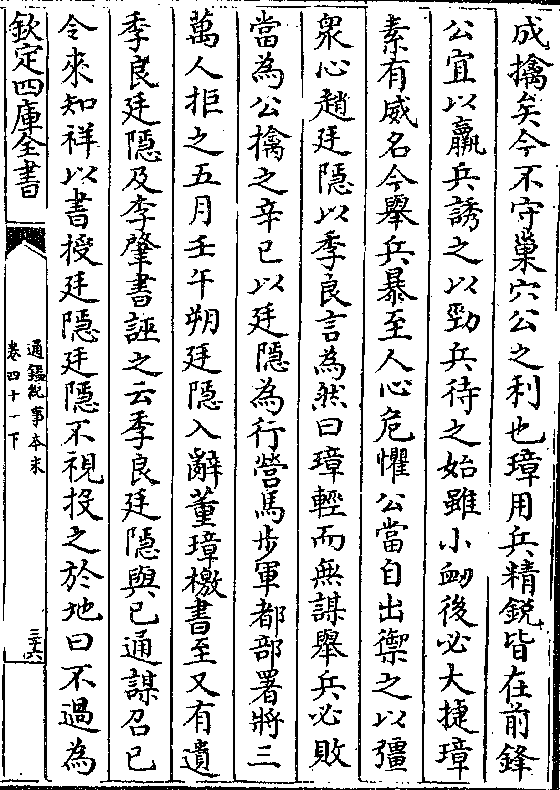 成擒矣今不守巢穴公之利也璋用兵精銳皆在前鋒
公宜以羸兵誘之以勁兵待之始雖小衂後必大捷璋
素有威名今舉兵暴至人心危懼公當自出禦之以彊
衆心趙廷隱以季良言為然曰璋輕而無謀舉兵必敗
當為公擒之辛巳以廷隱為行營馬步軍都部署將三
萬人拒之五月壬午朔廷隱入辭董璋檄書至又有遺
季良廷隱及李肇書誣之云季良廷隱與已通謀召已
令來知祥以書授廷隱廷隱不視投之於地曰不過為
欽定四庫全書
通鑑紀事本末
卷四十一下
三六